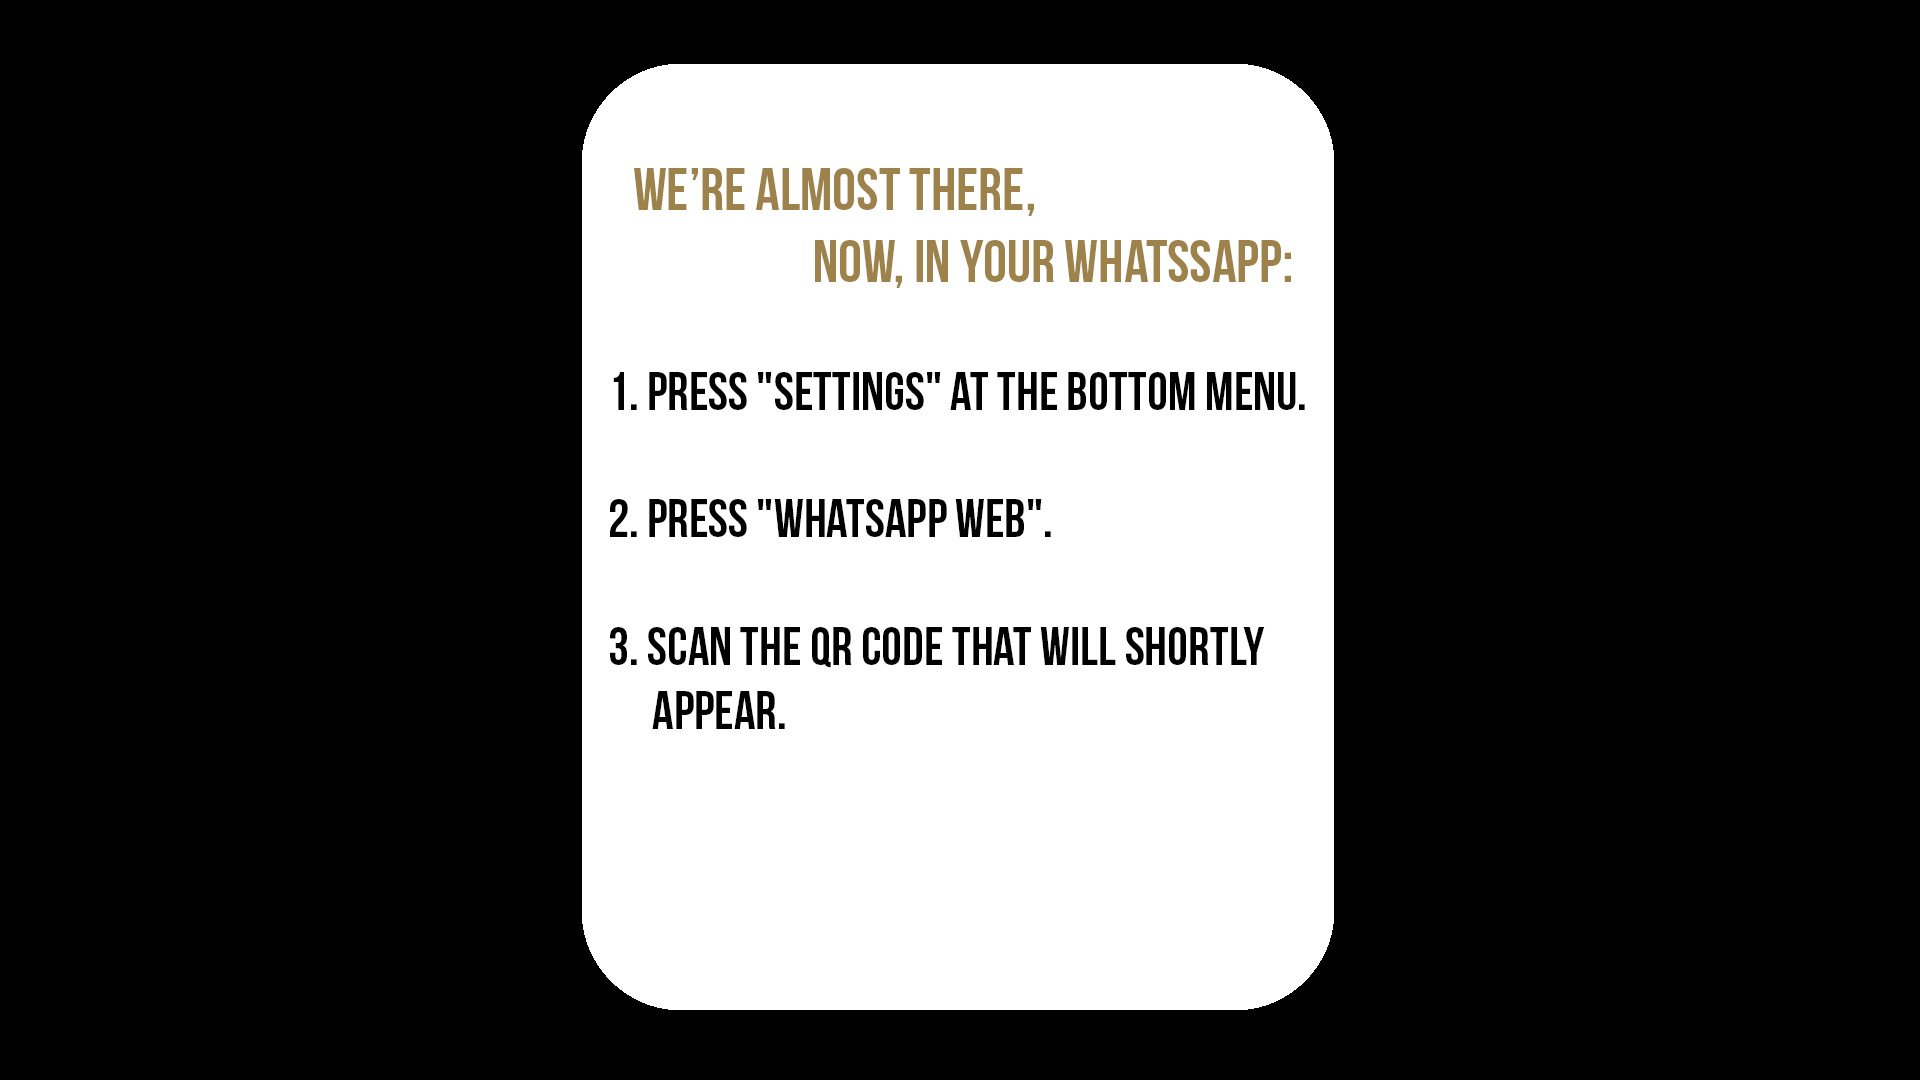 WE’RE ALMOST THERE,
NOW, IN YOUR WHATSSAPP:
1. PRESS "SETTINGS" AT THE BOTTOM MENU.
2. PRESS "WHATSAPP WEB".
3. SCAN THE QR CODE THAT WILL SHORTLY
APPEAR.